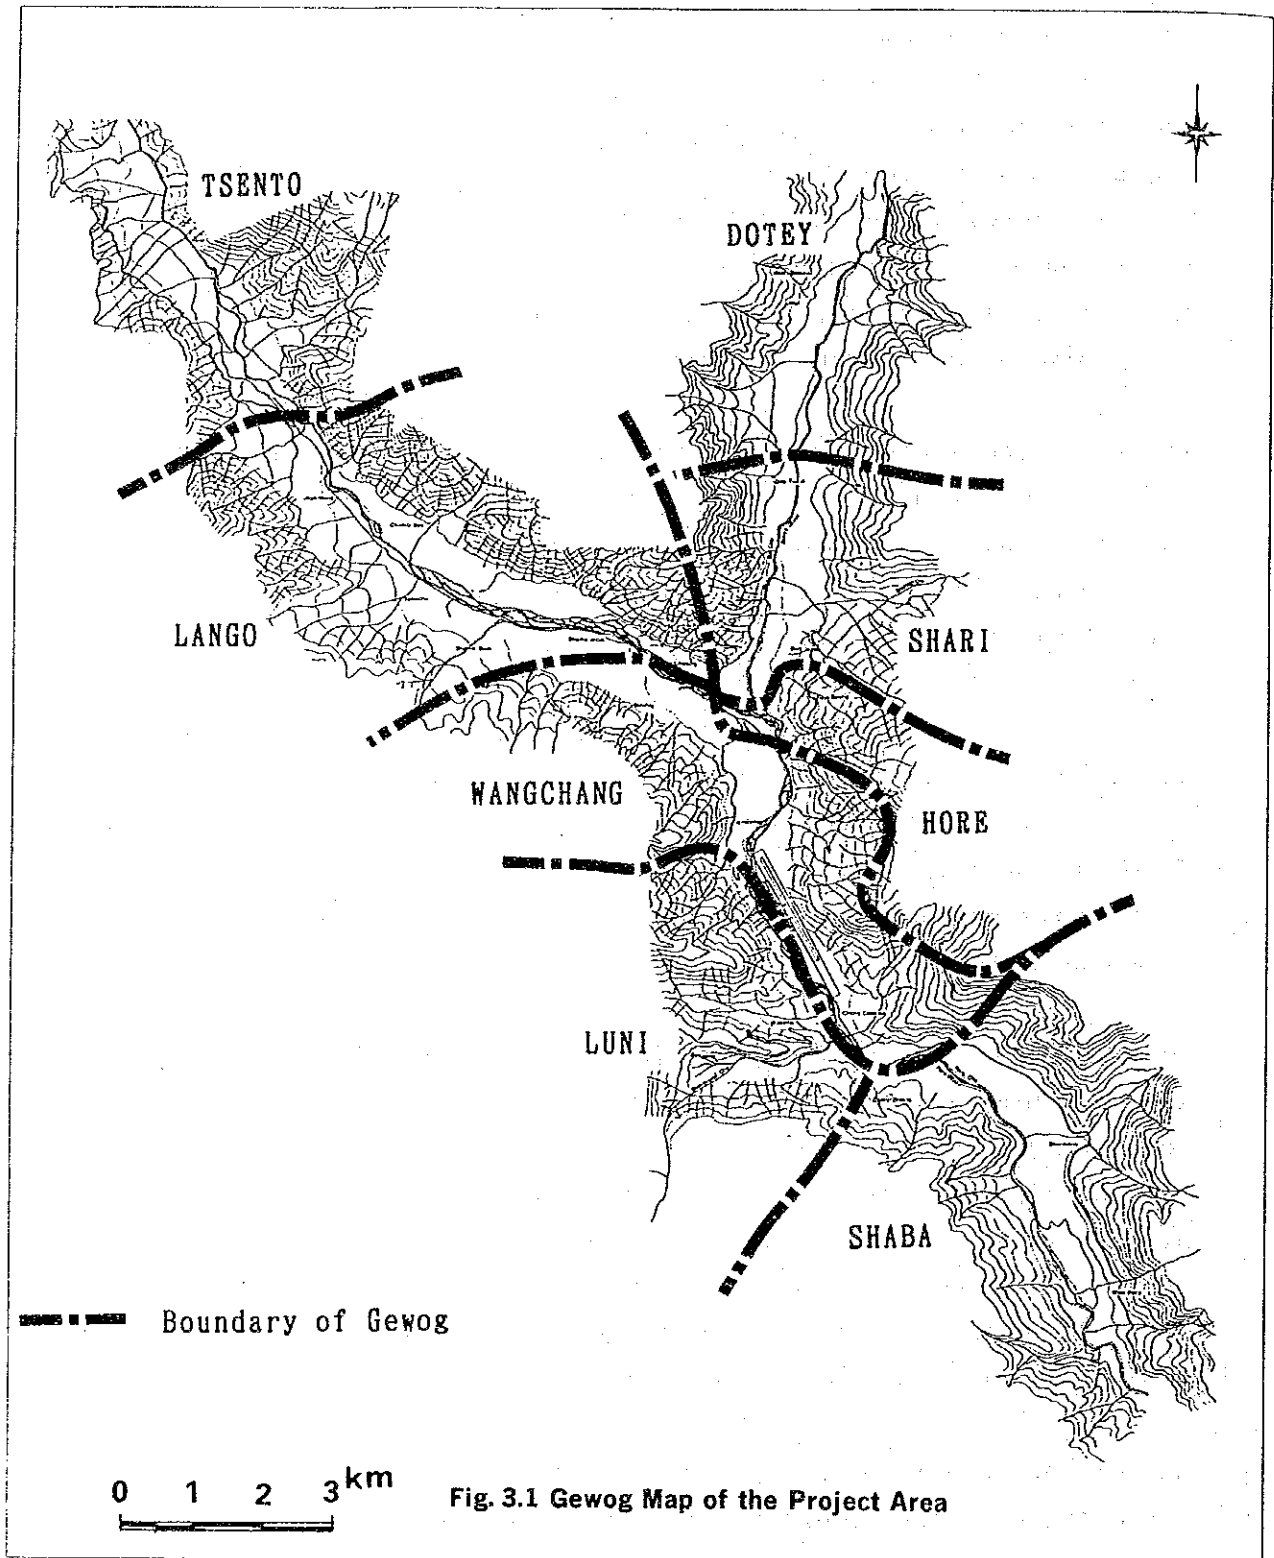 TSENTO
DOTEY
LANGO
SHARI
WANGCHANG
HORE
LUNI
SHABA
Boundary of Gewog
0 1 2 3 km
Fig. 3.1 Gewog Map of the Project Area